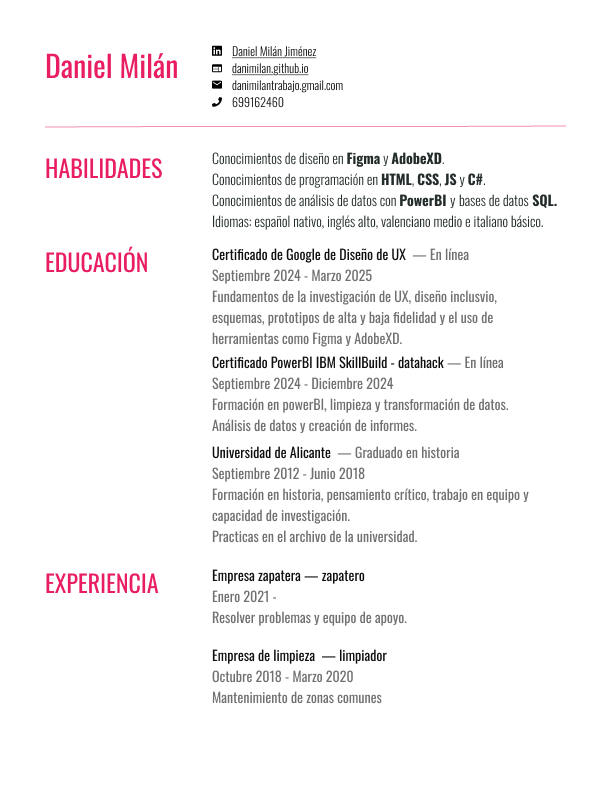 Daniel Milán
Daniel Milán Jiménez
danimilan.github.io
danimilantrabajo.gmail.com
699162460
HABILIDADES
Conocimientos de diseño en Figma y AdobeXD.
Conocimientos de programación en HTML, CSS, JS y C#.
Conocimientos de análisis de datos con PowerBI y bases de datos SQL.
Idiomas: español nativo, inglés alto, valenciano medio e italiano básico.
EDUCACIÓN
Certificado de Google de Diseño de UX — En línea
Septiembre 2024 - Marzo 2025
Fundamentos de la investigación de UX, diseño inclusvio,
esquemas, prototipos de alta y baja fidelidad y el uso de
herramientas como Figma y AdobeXD.
Certificado PowerBI IBM SkillBuild - datahack — En línea
Septiembre 2024 - Diciembre 2024
Formación en powerBI, limpieza y transformación de datos.
Análisis de datos y creación de informes.
Universidad de Alicante — Graduado en historia
Septiembre 2012 - Junio 2018
Formación en historia, pensamiento crítico, trabajo en equipo y
capacidad de investigación.
Practicas en el archivo de la universidad.
EXPERIENCIA
Empresa zapatera — zapatero
Enero 2021 -
Resolver problemas y equipo de apoyo.
Empresa de limpieza — limpiador
Octubre 2018 - Marzo 2020
Mantenimiento de zonas comunes